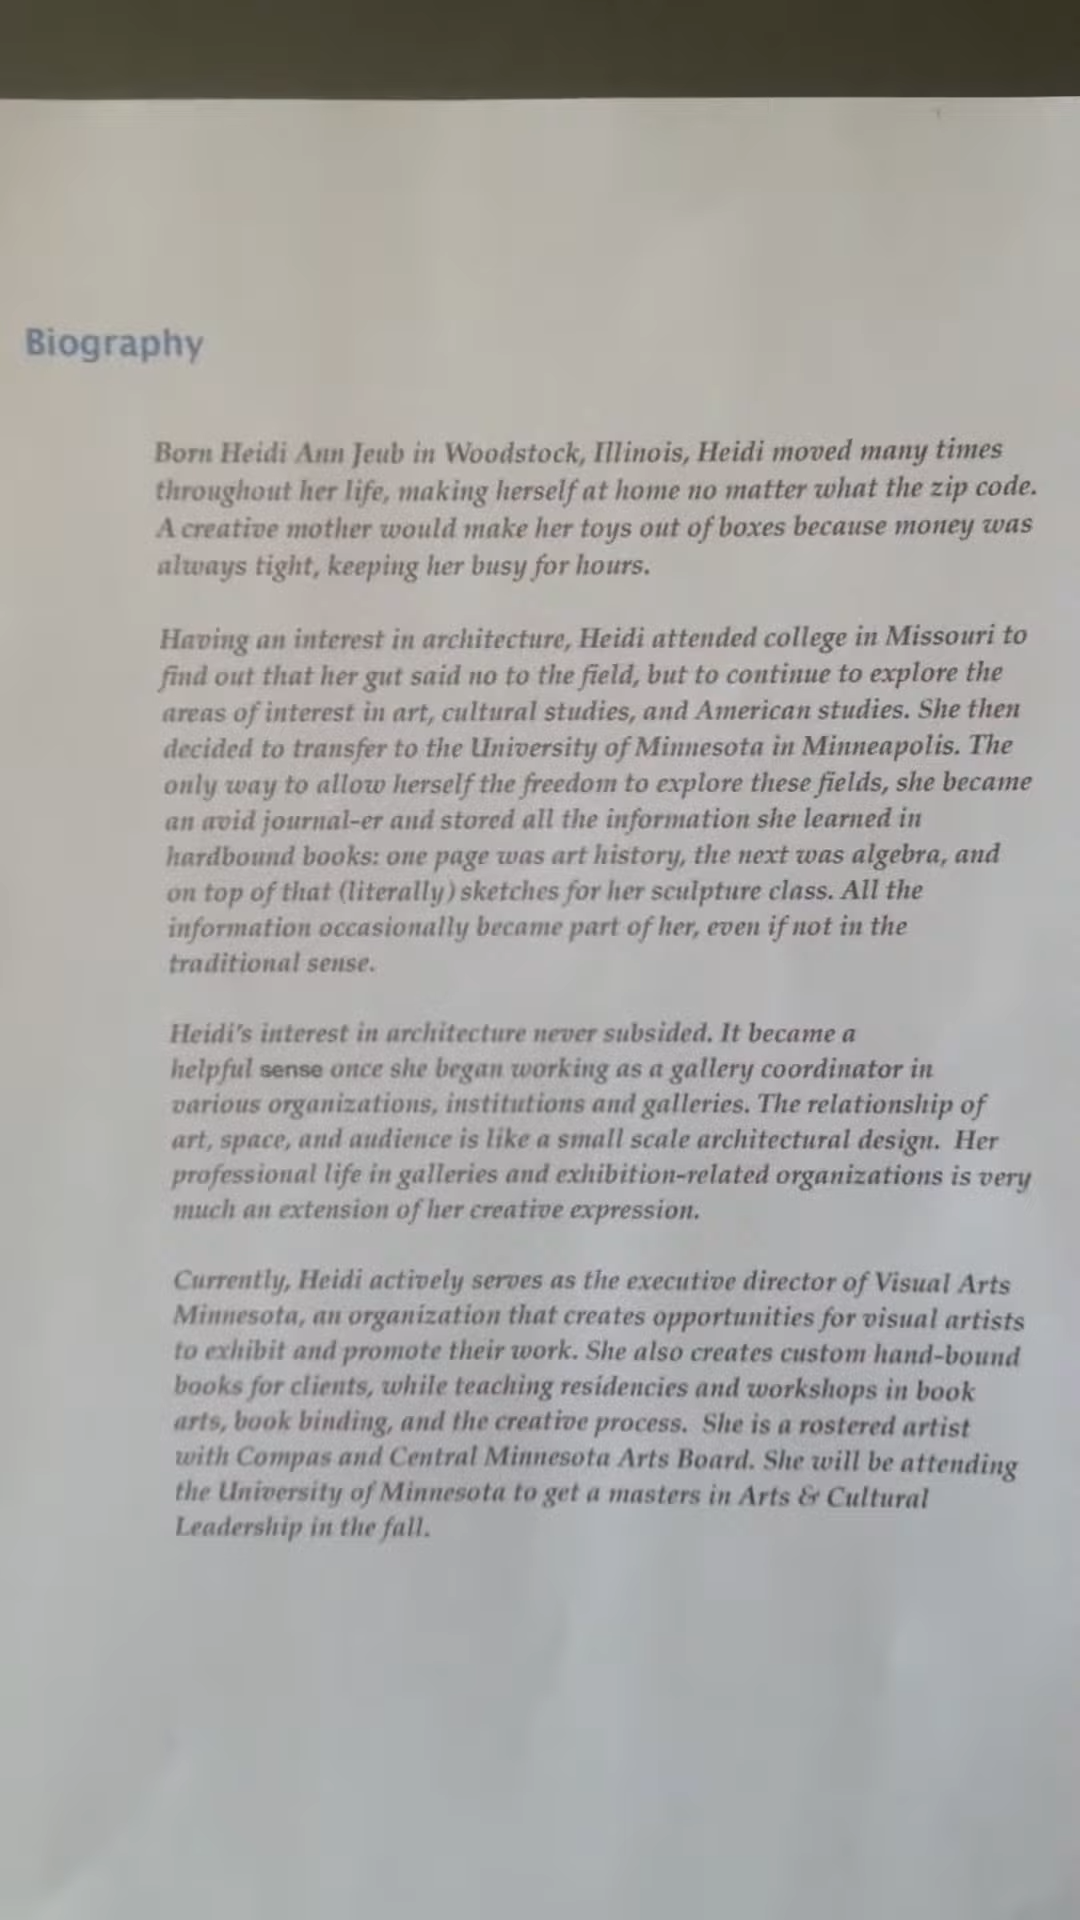 Biography
Born Heidi Ann Jeub in Woodstock, Illinois, Heidi moved many times
throughout her life, making herself at home no matter what the zip code.
A creative mother would make her toys out of boxes because money was
always tight, keeping her busy for hours.
Having an interest in architecture, Heidi attended college in Missouri to
find out that her gut said no to the field, but to continue to explore the
areas of interest in art, cultural studies, and American studies. She then
decided to transfer to the University of Minnesota in Minneapolis. The
only way to allow herself the freedom to explore these fields, she became
an avid journal-er and stored all the information she learned in
hardbound books: one page was art history, the next was algebra, and
on top of that (literally) sketches for her sculpture class. All the
information occasionally became part of her, even if not in the
traditional sense.
Heidi's interest in architecture never subsided. It became a
helpful sense once she began working as a gallery coordinator in
various organizations, institutions and galleries. The relationship of
art, space, and audience is like a small scale architectural design. Her
professional life in galleries and exhibition-related organizations is very
much an extension of her creative expression.
Currently, Heidi actively serves as the executive director of Visual Arts
Minnesota, an organization that creates opportunities for visual artists
to exhibit and promote their work. She also creates custom hand-bound
books for clients, while teaching residencies and workshops in book
arts, book binding, and the creative process. She is a rostered artist
with Compas and Central Minnesota Arts Board. She will be attending
the University of Minnesota to get a masters in Arts & Cultural
Leadership in the fall.